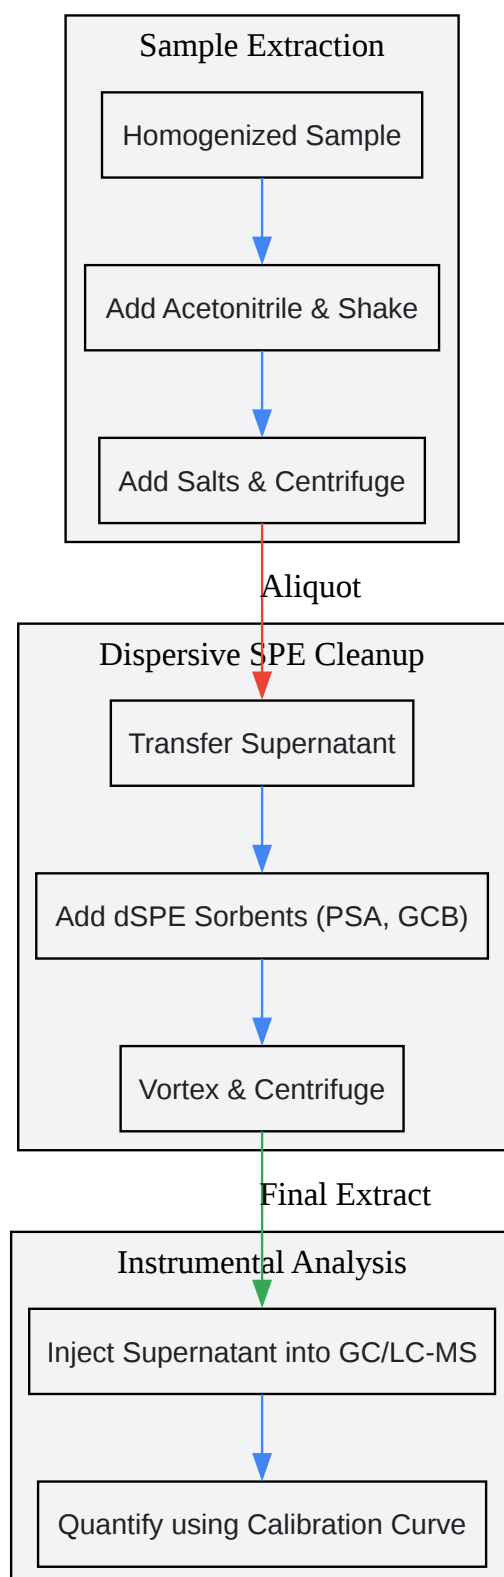 Sample Extraction
Homogenized Sample
Add Acetonitrile & Shake
Add Salts & Centrifuge
Aliquot
Dispersive SPE Cleanup
Transfer Supernatant
Add dSPE Sorbents (PSA, GCB)
Vortex & Centrifuge
Final Extract
Instrumental Analysis
Inject Supernatant into GC/LC-MS
Quantify using Calibration Curve